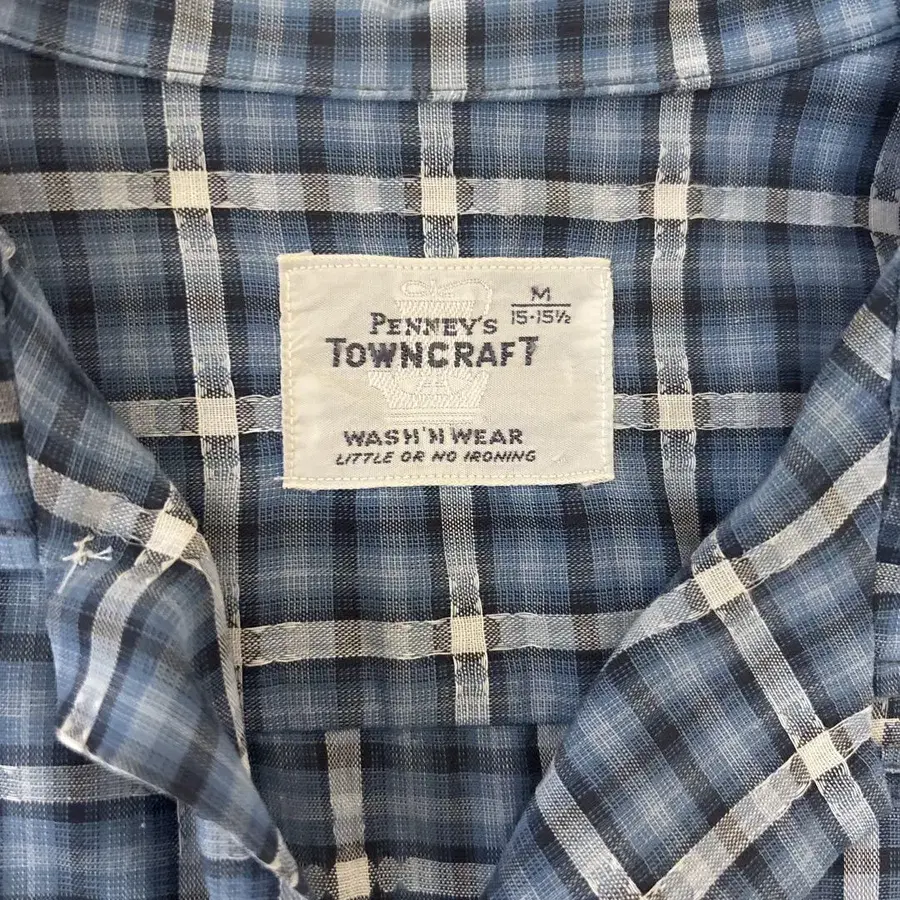 M
15-15½
PENNEY'S
TOWNCRAFT
WASH'N WEAR
LITTLE OR NO IRONING